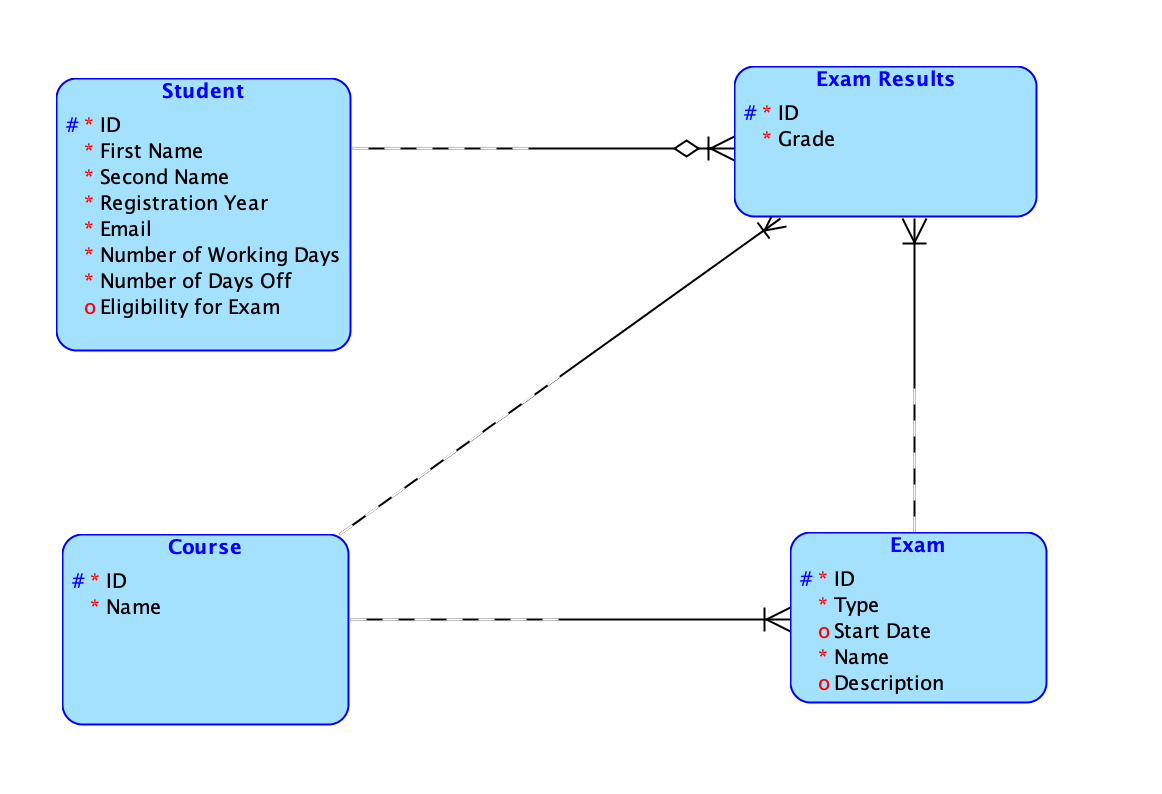 Student
# * ID
* First Name
* Second Name
* Registration Year
* Email
* Number of Working Days
* Number of Days Off
o Eligibility for Exam
Exam Results
# * ID
* Grade
Course
# * ID
* Name
Exam
# * ID
* Type
o Start Date
* Name
o Description